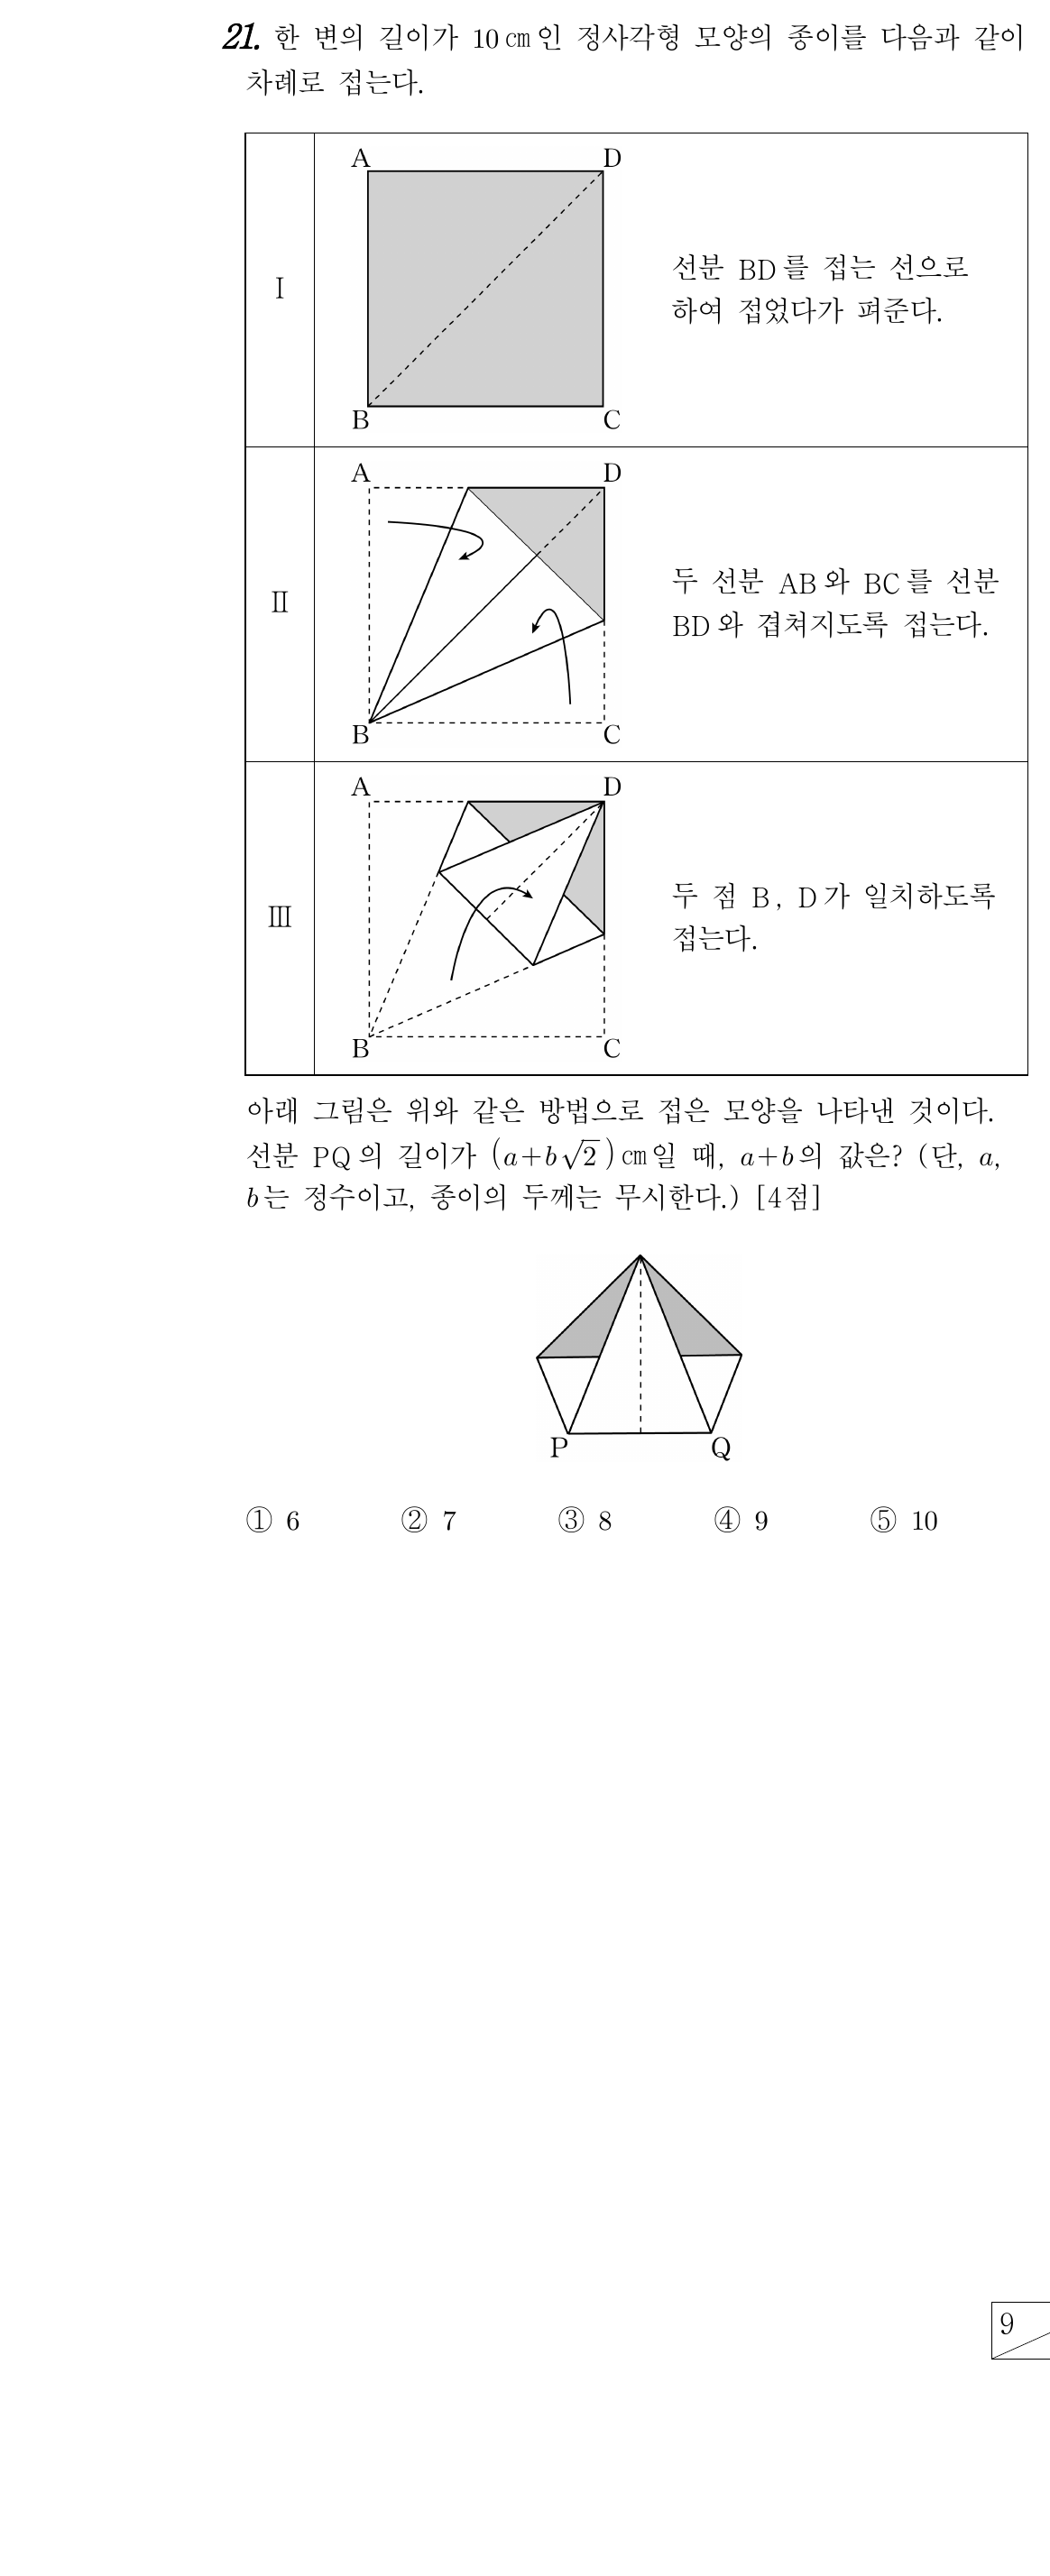 21. 한 변의 길이가 10 ㎝인 정사각형 모양의 종이를 다음과 같이
차례로 접는다.
A D
Ⅰ
선분 BD를 접는 선으로
하여 접었다가 펴준다.
B C
A D
Ⅱ
두 선분 AB와 BC를 선분
BD와 겹쳐지도록 접는다.
B C
A D
Ⅲ
두 점 B, D가 일치하도록
접는다.
B C
아래 그림은 위와 같은 방법으로 접은 모양을 나타낸 것이다.
선분 PQ의 길이가 (a+b√2)㎝일 때, a+b의 값은? (단, a,
b는 정수이고, 종이의 두께는 무시한다.) [4점]
P Q
① 6 ② 7 ③ 8 ④ 9 ⑤ 10
9